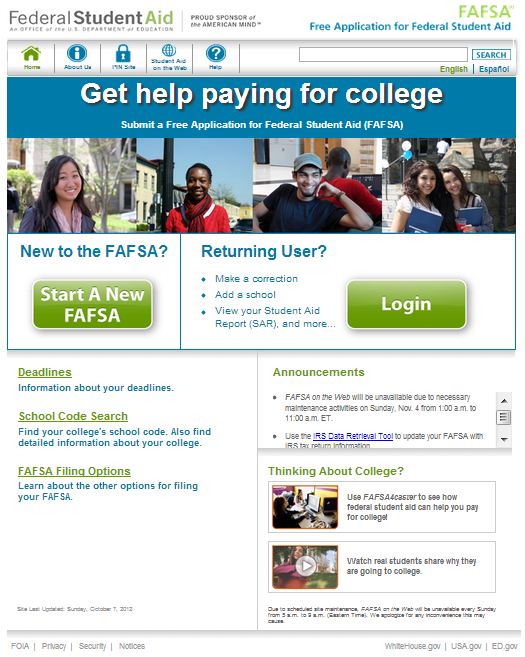 Federal Student Aid
An OFFICE of the U.S. DEPARTMENT of EDUCATION
PROUD SPONSOR of
the AMERICAN MIND™
FAFSA
Free Application for Federal Student Aid
Home
About Us
PIN Site
Student Aid
on the Web
Help
SEARCH
English | Español
Get help paying for college
Submit a Free Application for Federal Student Aid (FAFSA)
New to the FAFSA?
Start A New
FAFSA
Returning User?
Make a correction
Add a school
View your Student Aid
Report (SAR), and more...
Login
Deadlines
Information about your deadlines.
School Code Search
Find your college's school code. Also find
detailed information about your college.
FAFSA Filing Options
Learn about the other options for filing
your FAFSA.
Announcements
FAFSA on the Web will be unavailable due to necessary
maintenance activities on Sunday, Nov. 4 from 1:00 a.m. to
11:00 a.m. ET.
Use the IRS Data Retrieval Tool to update your FAFSA with
IRS tax return information
Thinking About College?
Use FAFSA4caster to see how
federal student aid can help you pay
for college!
Watch real students share why they
are going to college.
Site Last Updated: Sunday, October 7, 2012
Due to scheduled site maintenance, FAFSA on the Web will be unavailable every Sunday
from 5 a.m. to 9 a.m. (Eastern Time). We apologize for any inconvenience this may
cause.
FOIA | Privacy | Security | Notices
WhiteHouse.gov | USA.gov | ED.gov